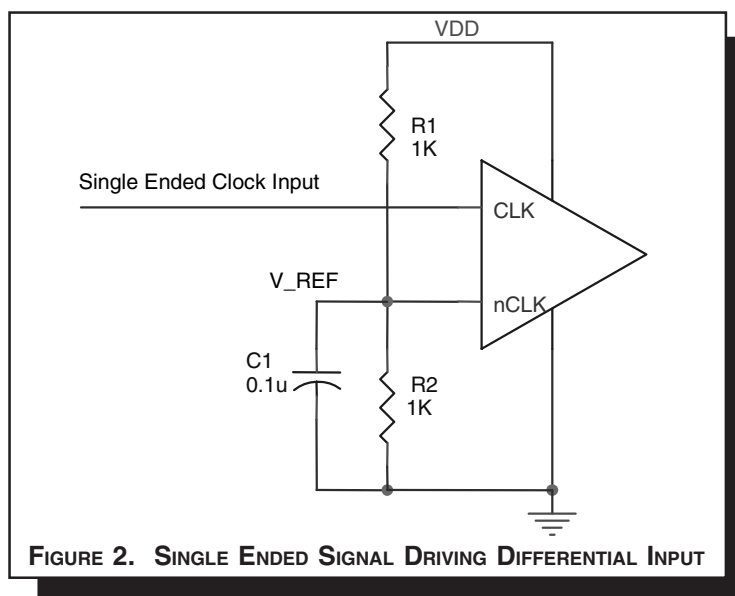 VDD
R1
1K
Single Ended Clock Input
CLK
V_REF
nCLK
C1
0.1u
R2
1K
FIGURE 2. SINGLE ENDED SIGNAL DRIVING DIFFERENTIAL INPUT